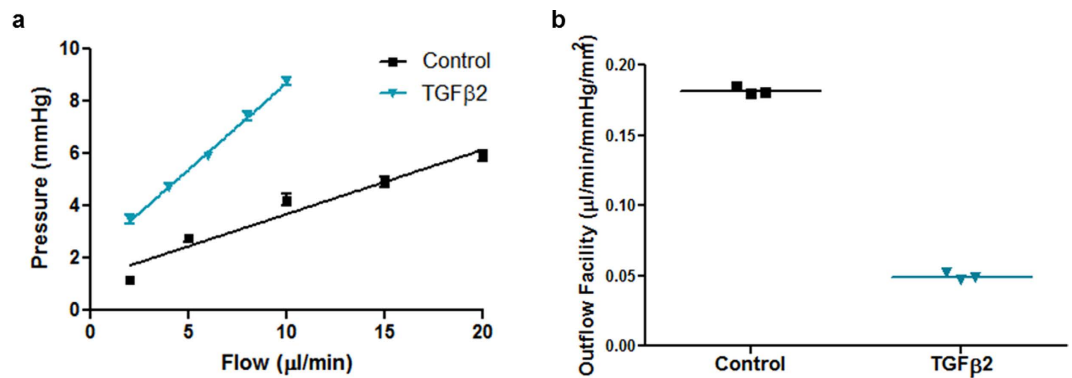 a
b
10
8
6
4
2
0
Pressure (mmHg)
0
5
10
15
20
Flow (µl/min)
Control
TGFβ2
0.20
0.15
0.10
0.05
0.00
Outflow Facility (µl/min/mmHg/mm²)
Control
TGFβ2